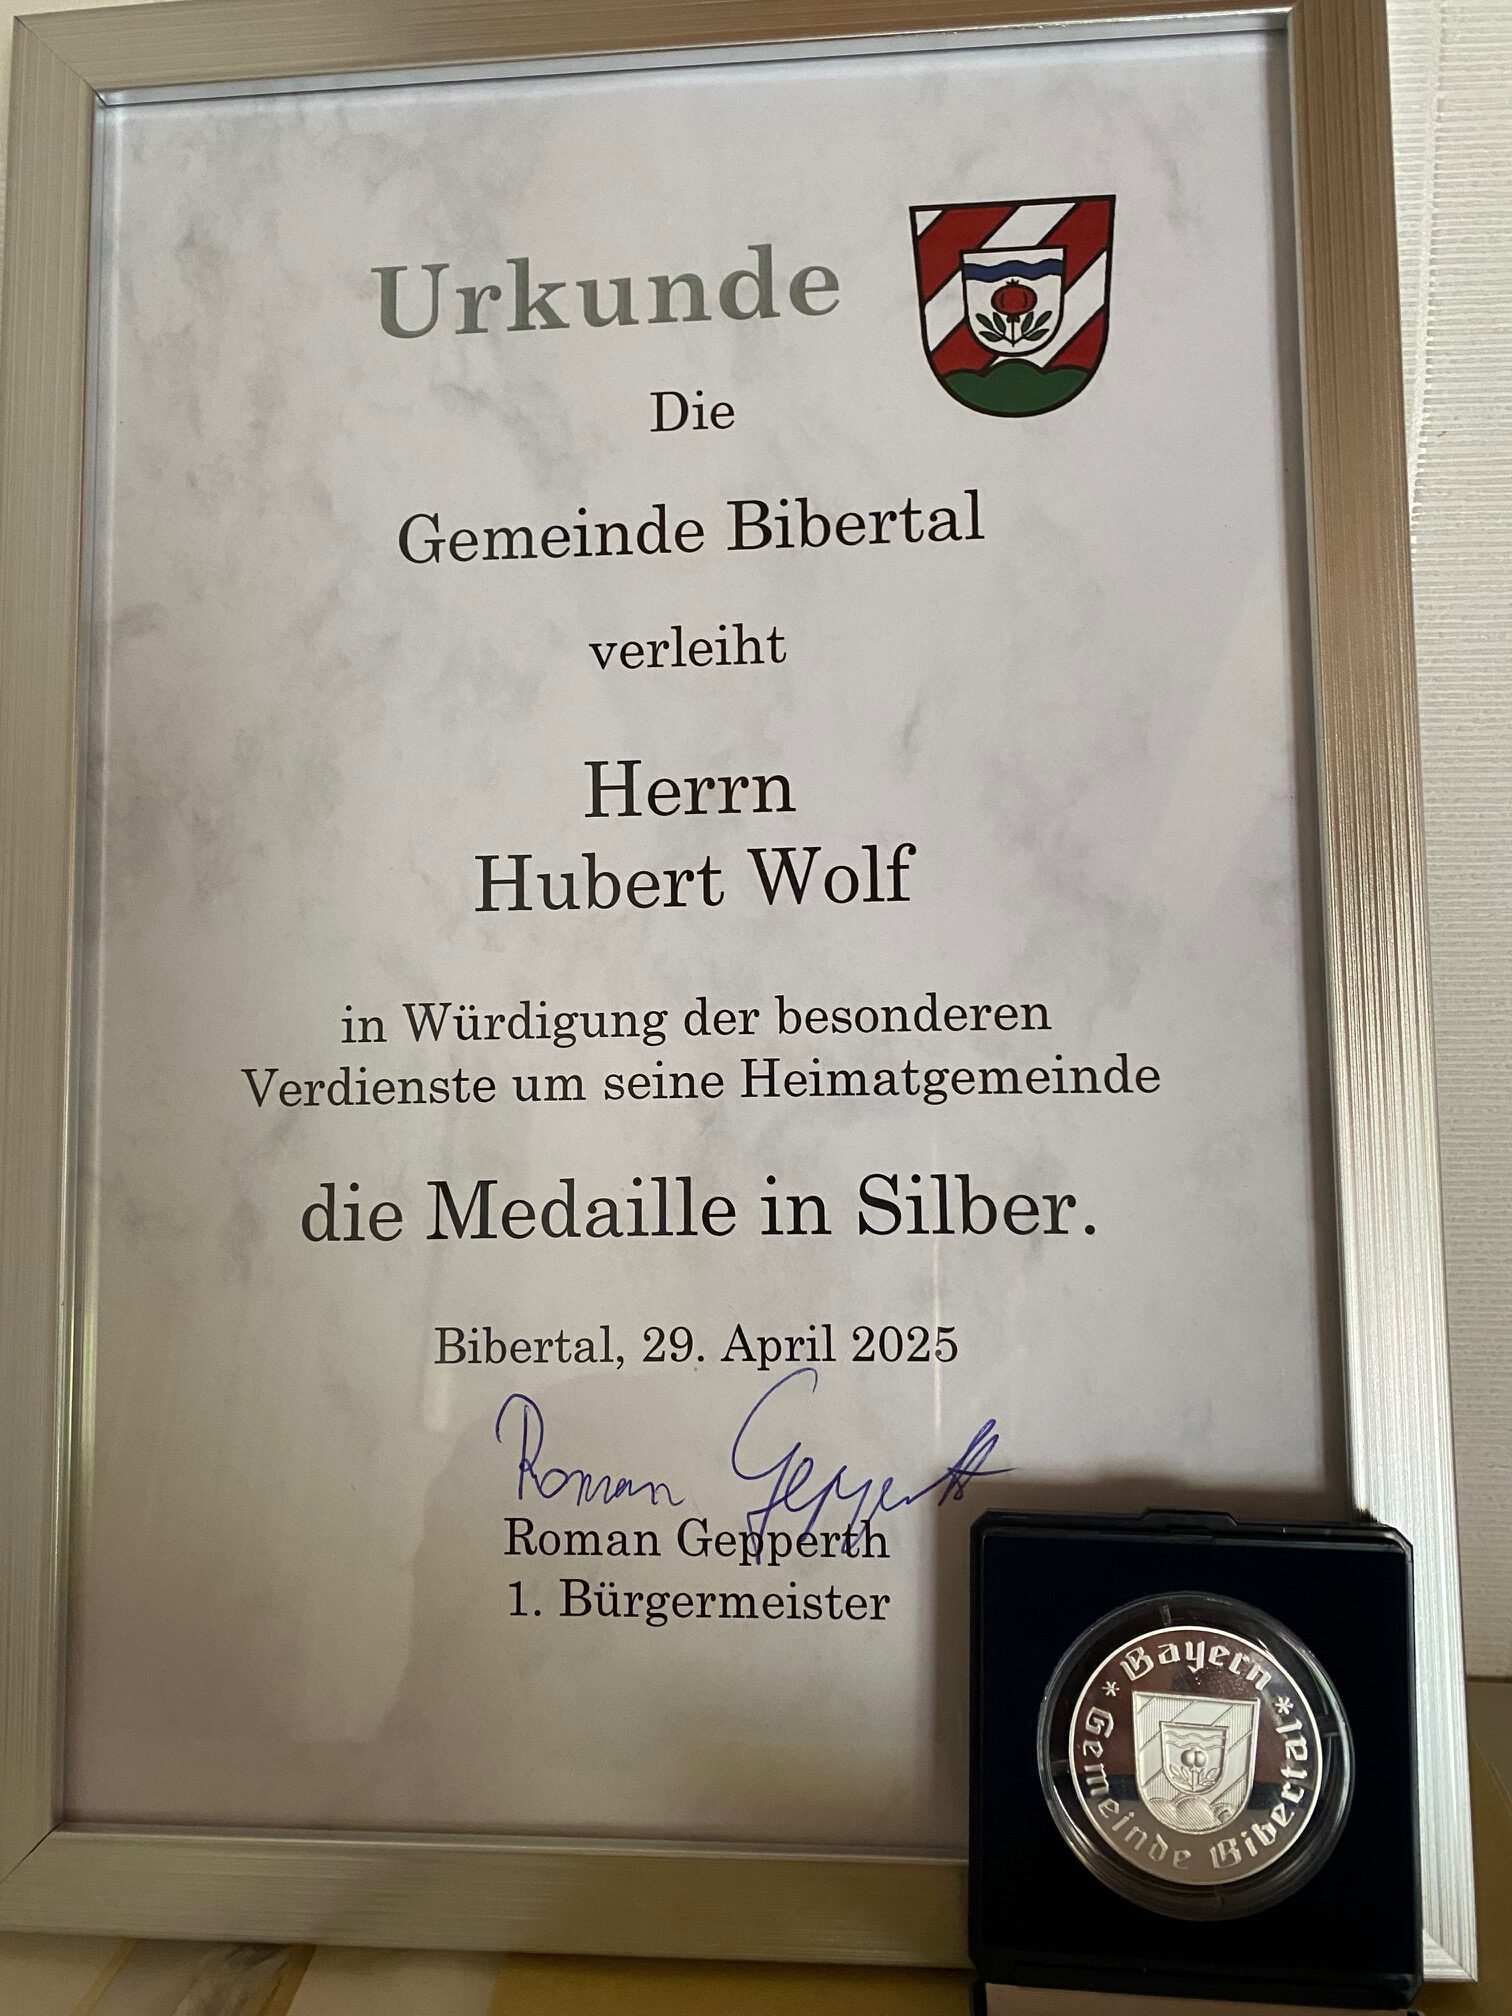 Urkunde
Die
Gemeinde Bibertal
verleiht
Herrn
Hubert Wolf
in Würdigung der besonderen
Verdienste um seine Heimatgemeinde
die Medaille in Silber.
Bibertal, 29. April 2025
Roman Gepperth
Roman Gepperth
1. Bürgermeister
* Bayern *
Gemeinde Bibertal